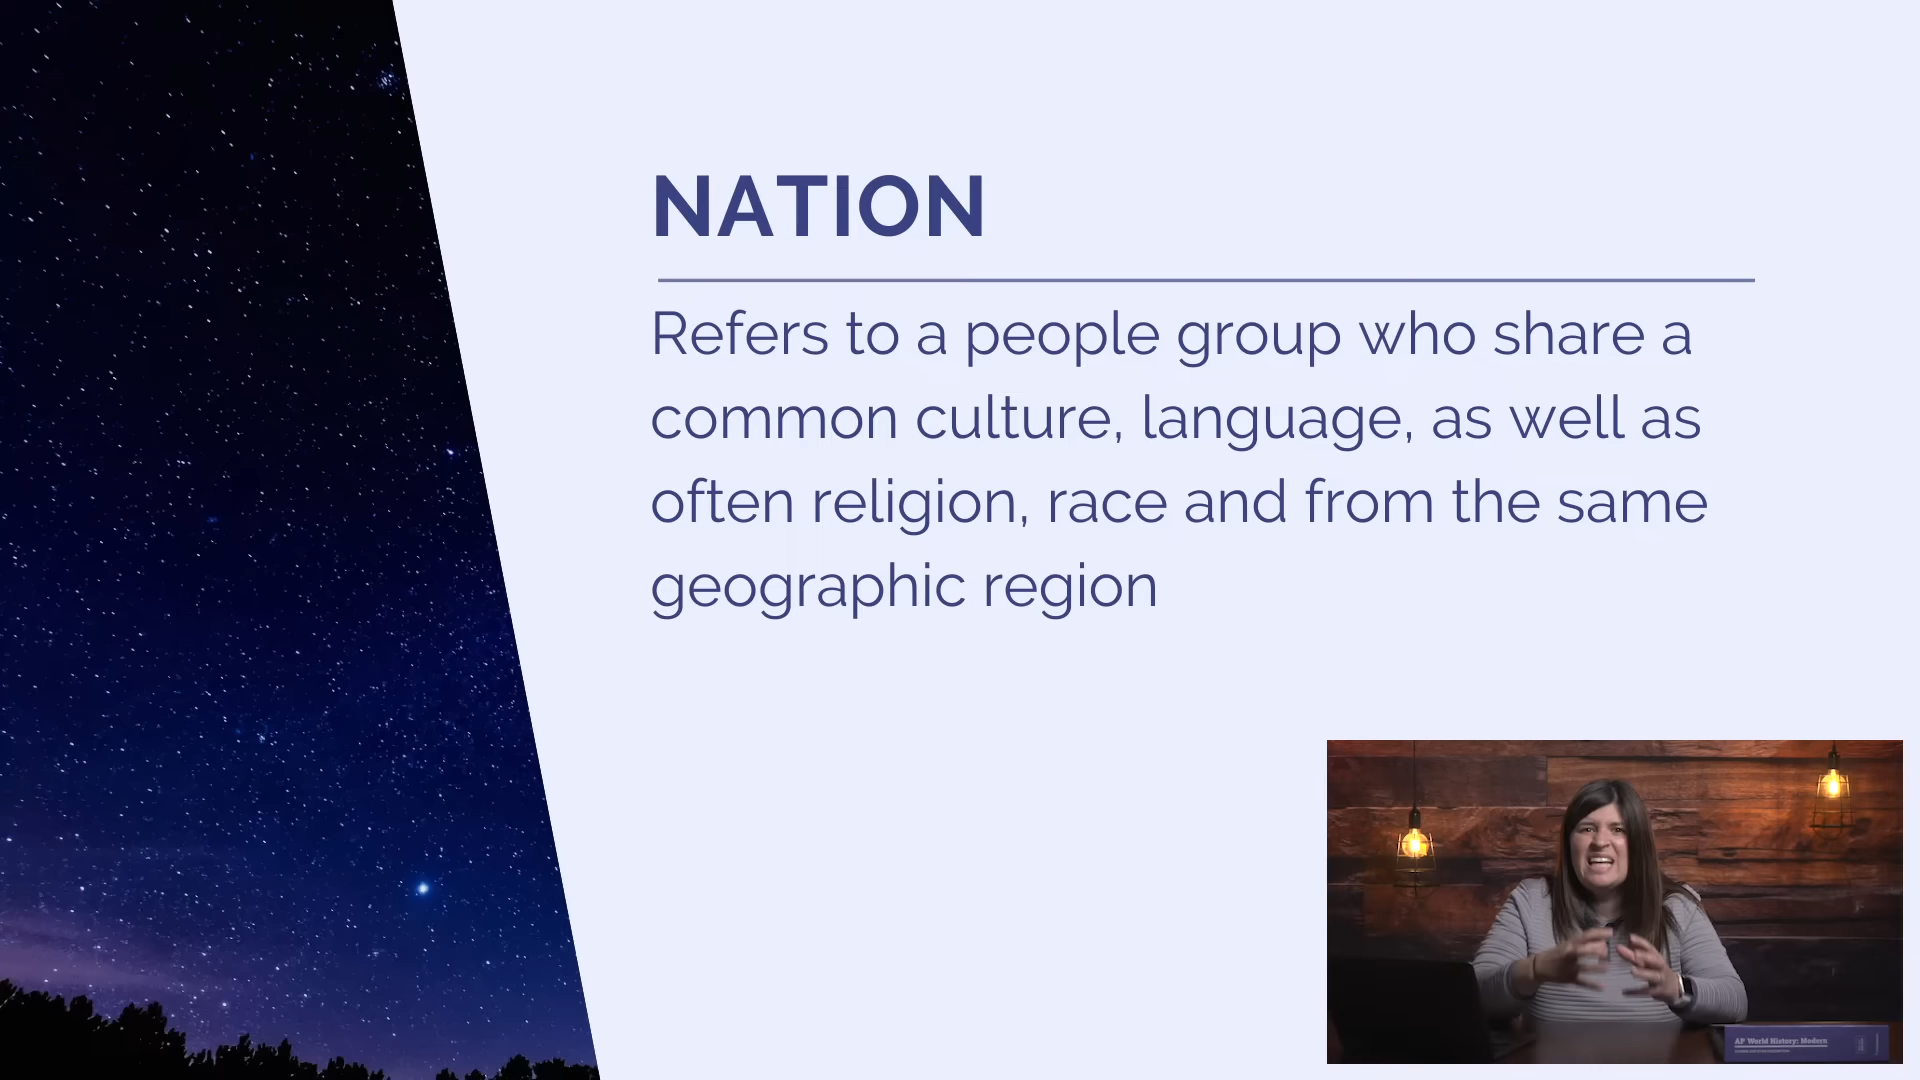 NATION
Refers to a people group who share a
common culture, language, as well as
often religion, race and from the same
geographic region
AP World History: Modern